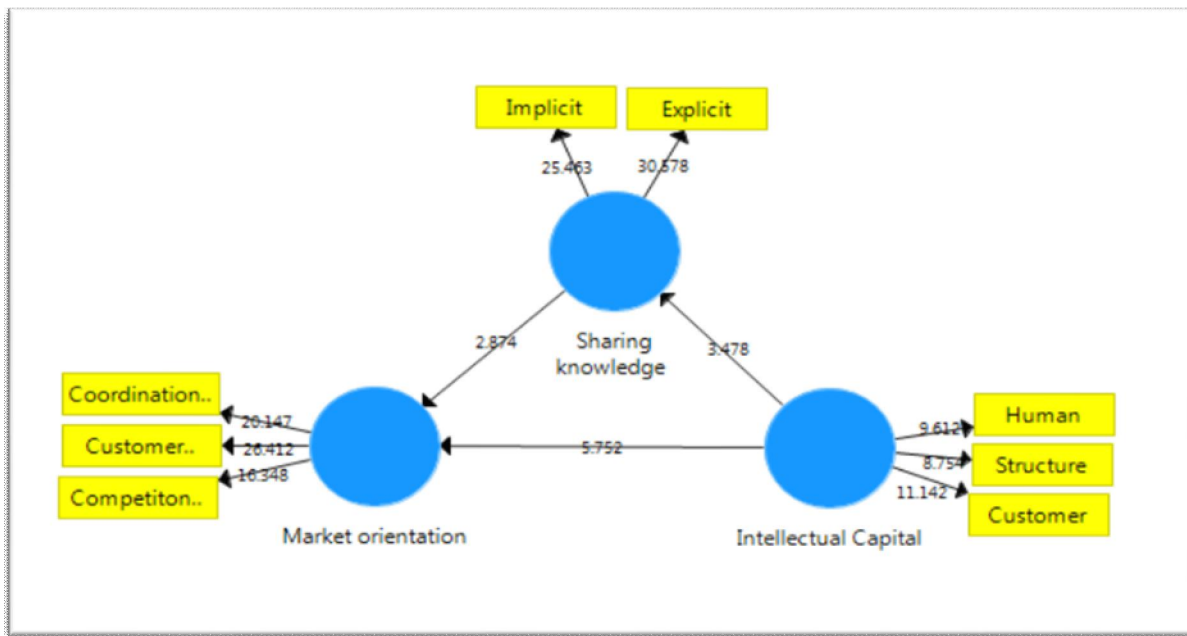 Implicit
Explicit
25.463
30.578
Sharing
knowledge
2.874
3.478
Coordination..
20.147
Customer..
26.412
Competiton..
16.348
5.752
Human
9.612
Structure
8.754
11.142
Customer
Market orientation
Intellectual Capital